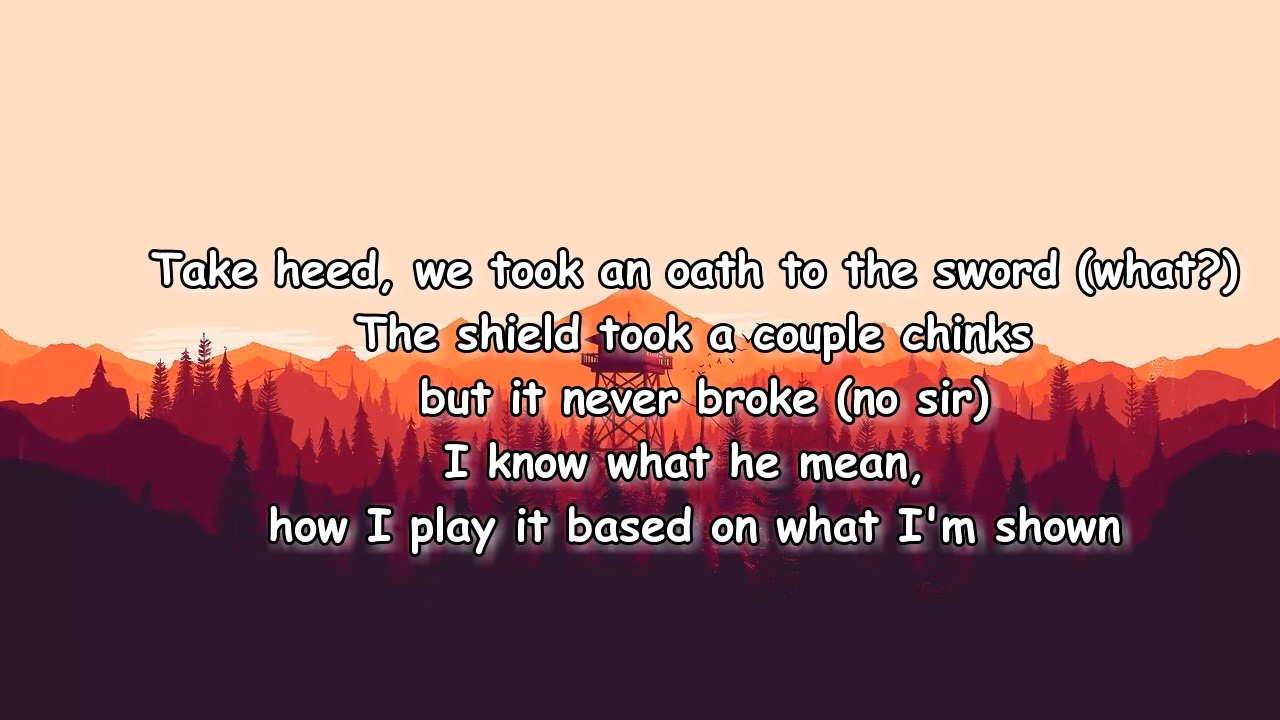 Take heed, we took an oath to the sword (what?)
The shield took a couple chinks
but it never broke (no sir)
I know what he mean,
how I play it based on what I'm shown